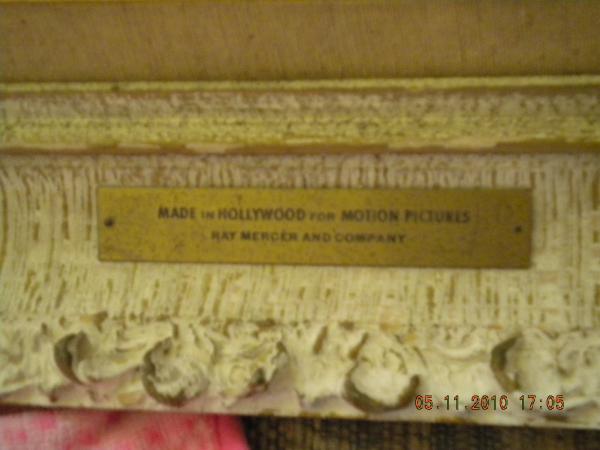 MADE IN HOLLYWOOD FOR MOTION PICTURES
RAY MERCER AND COMPANY
05.11.2010 17:05